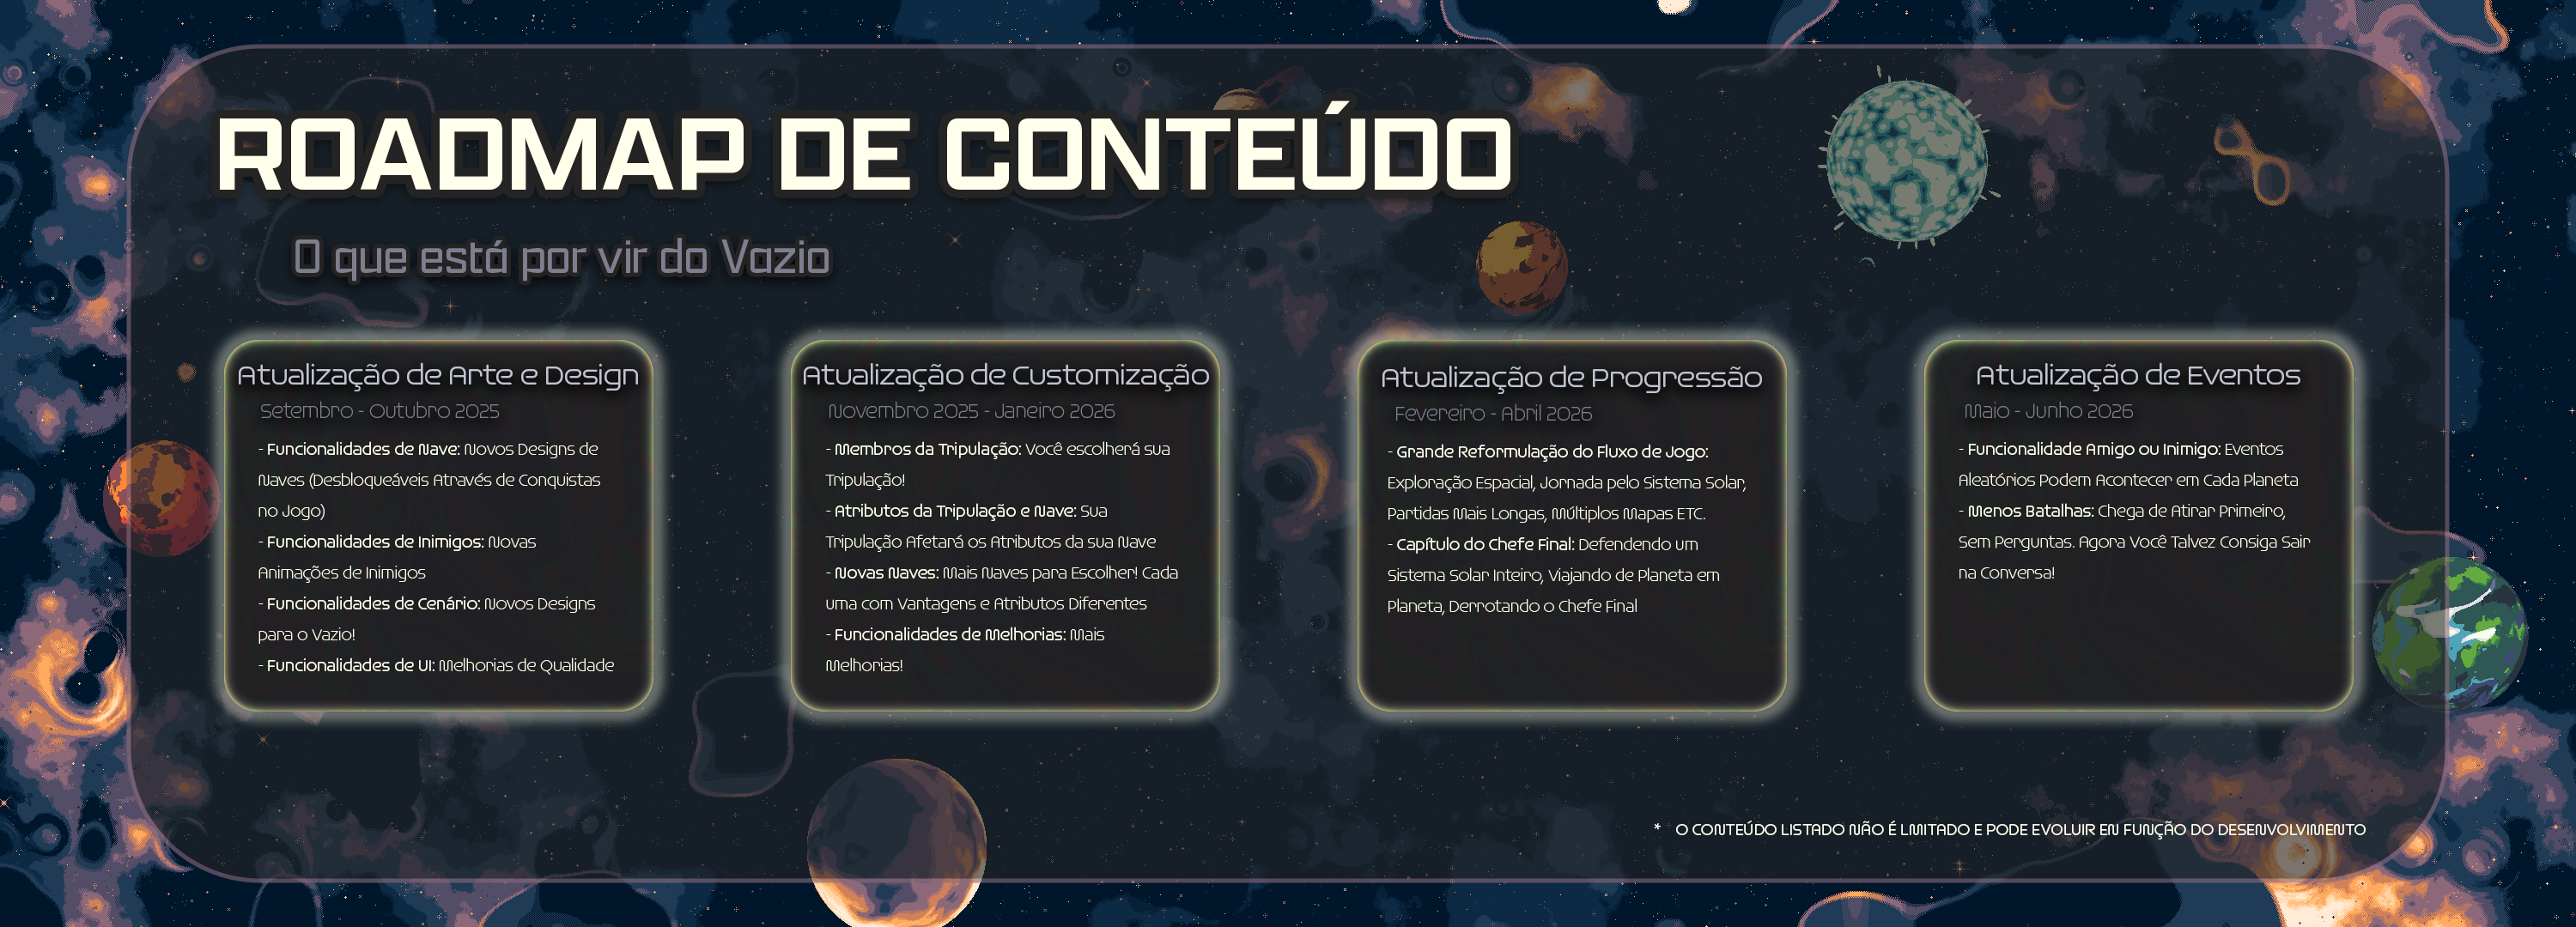 ROADMAP DE CONTEÚDO
O que está por vir do Vazio
Atualização de Arte e Design
Setembro - Outubro 2025
- Funcionalidades de Nave: Novos Designs de
Naves (Desbloqueáveis Através de Conquistas
no Jogo)
- Funcionalidades de Inimigos: Novas
Animações de Inimigos
- Funcionalidades de Cenário: Novos Designs
para o Vazio!
- Funcionalidades de UI: Melhorias de Qualidade
Atualização de Customização
Novembro 2025 - Janeiro 2026
- Membros da Tripulação: Você escolherá sua
Tripulação!
- Atributos da Tripulação e Nave: Sua
Tripulação Afetará os Atributos da sua Nave
- Novas Naves: Mais Naves para Escolher! Cada
uma com Vantagens e Atributos Diferentes
- Funcionalidades de Melhorias: Mais
Melhorias!
Atualização de Progressão
Fevereiro - Abril 2026
- Grande Reformulação do Fluxo de Jogo:
Exploração Espacial, Jornada pelo Sistema Solar,
Partidas Mais Longas, Múltiplos Mapas ETC.
- Capítulo do Chefe Final: Defendendo um
Sistema Solar Inteiro, Viajando de Planeta em
Planeta, Derrotando o Chefe Final
Atualização de Eventos
Maio - Junho 2026
- Funcionalidade Amigo ou Inimigo: Eventos
Aleatórios Podem Acontecer em Cada Planeta
- Menos Batalhas: Chega de Atirar Primeiro,
Sem Perguntas. Agora Você Talvez Consiga Sair
na Conversa!
* O CONTEÚDO LISTADO NÃO É LMITADO E PODE EVOLUIR EN FUNÇÃO DO DESENVOLVIMENTO